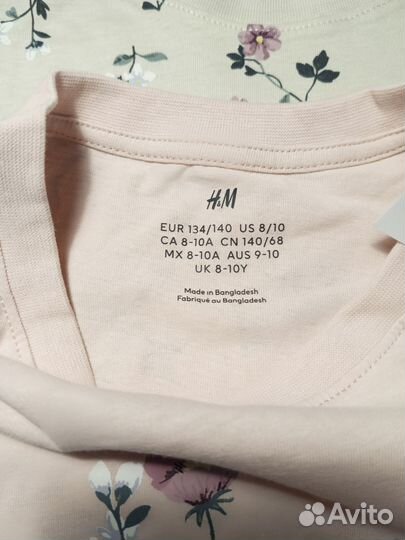 H&M
EUR 134/140 US 8/10
CA 8-10A CN 140/68
MX 8-10A AUS 9-10
UK 8-10Y
Made in Bangladesh
Fabriqué au Bangladesh
Avito